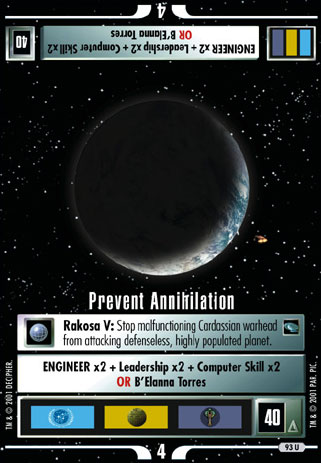 4
ENGINEER x2 + Leadership x2 + Computer Skill x2
OR B'Elanna Torres
40
Prevent Annihilation
Rakosa V: Stop malfunctioning Cardassian warhead
from attacking defenseless, highly populated planet.
ENGINEER x2 + Leadership x2 + Computer Skill x2
OR B'Elanna Torres
40
Δ
TM & © 2001 DECIPHER.
TM & © 2001 PAR. PIC.
4
93 U